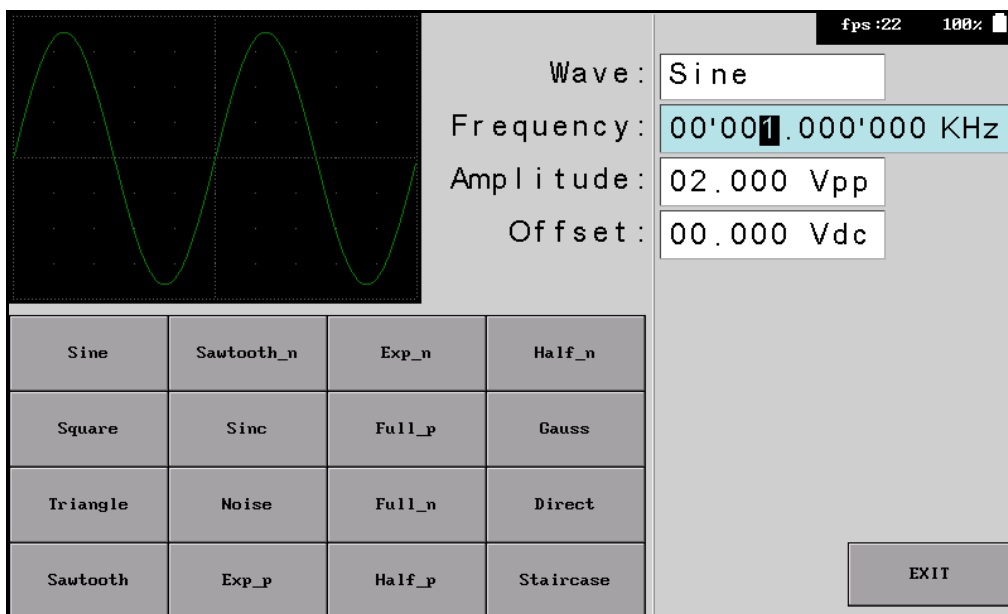 fps:22 100%
Wave: Sine
Frequency: 00'001.000'000 KHz
Amplitude: 02.000 Vpp
Offset: 00.000 Vdc
Sine Sawtooth_n Exp_n Half_n
Square Sinc Full_p Gauss
Triangle Noise Full_n Direct
Sawtooth Exp_p Half_p Staircase
EXIT